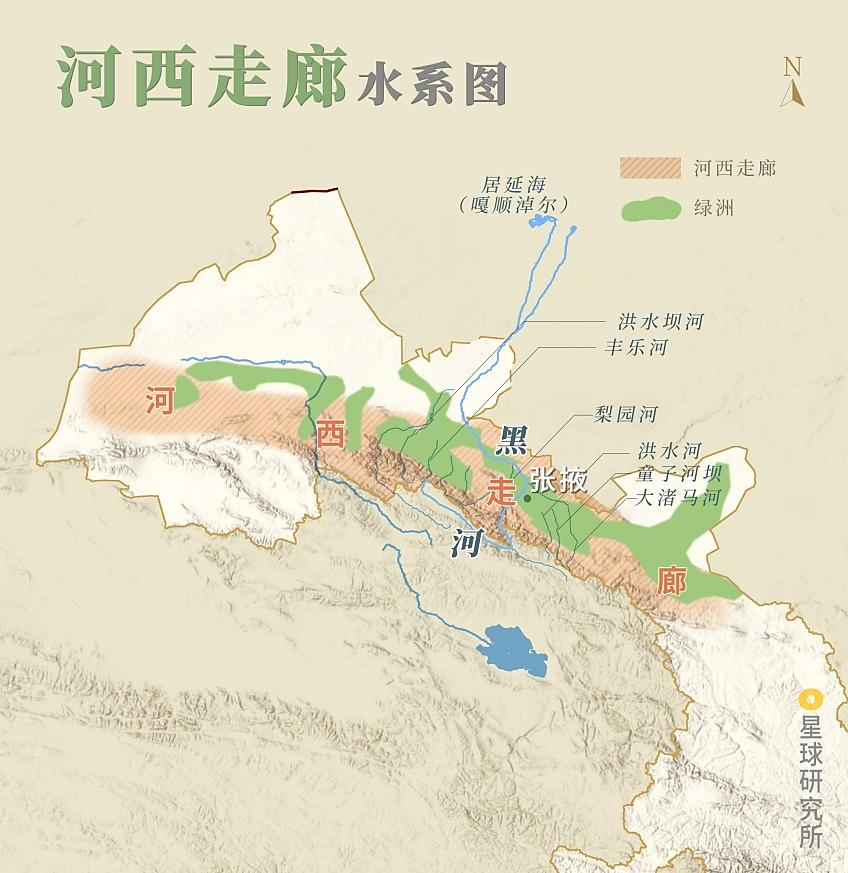 河西走廊水系图
N
河西走廊
绿洲
居延海
（嘎顺淖尔）
洪水坝河
丰乐河
梨园河
洪水河
童子河坝
大渚马河
黑河
张掖
河西走廊
星球研究所